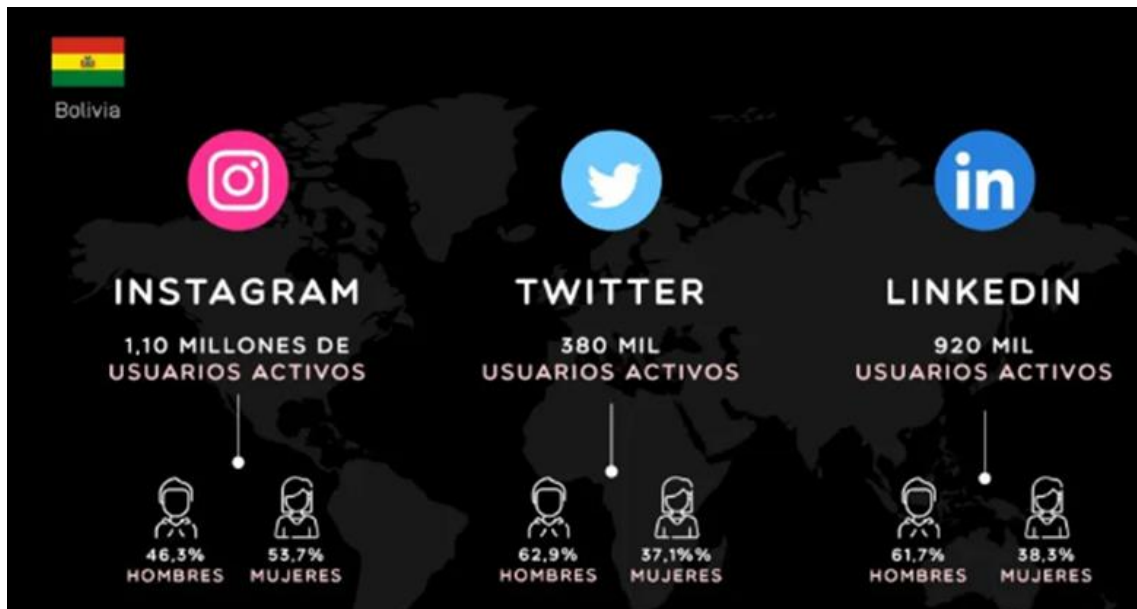 Bolivia
in
INSTAGRAM
1,10 MILLONES DE
USUARIOS ACTIVOS
46,3%
HOMBRES
53,7%
MUJERES
TWITTER
380 MIL
USUARIOS ACTIVOS
62,9%
HOMBRES
37,1%%
MUJERES
LINKEDIN
920 MIL
USUARIOS ACTIVOS
61,7%
HOMBRES
38,3%
MUJERES